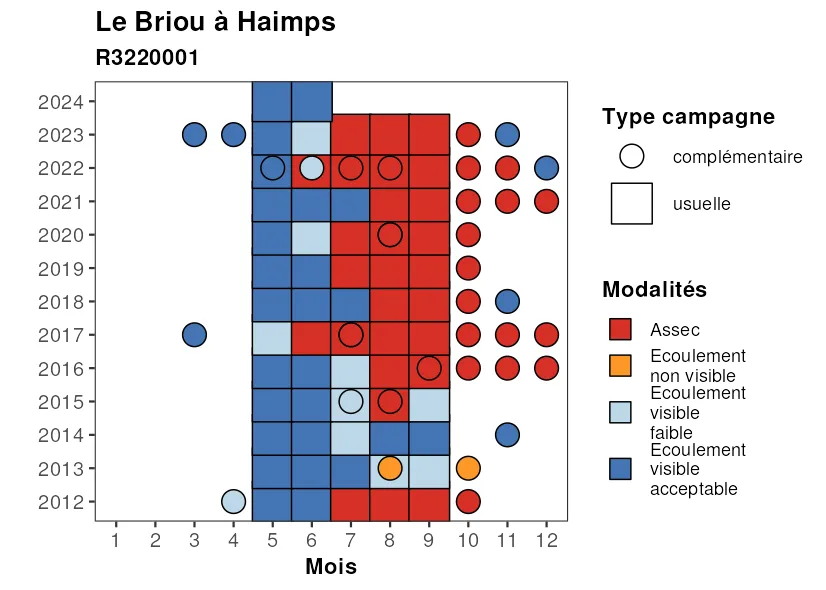 Le Briou à Haimps
R3220001
2024
2023
2022
2021
2020
2019
2018
2017
2016
2015
2014
2013
2012
1 2 3 4 5 6 7 8 9 10 11 12
Mois
Type campagne
complémentaire
usuelle
Modalités
Assec
Ecoulement
non visible
Ecoulement
visible
faible
Ecoulement
visible
acceptable